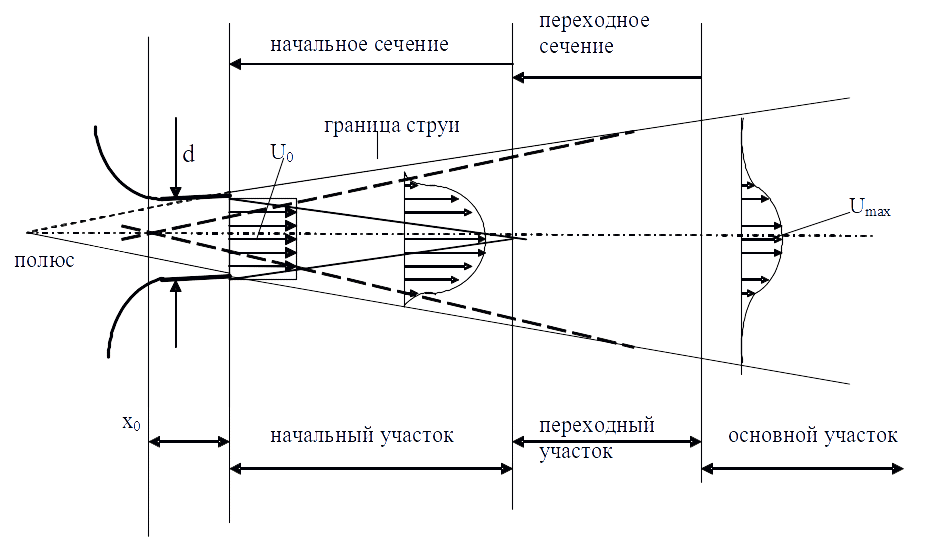 переходное
сечение
начальное сечение
граница струи
d
U0
Umax
полюс
x0
начальный участок
переходный
участок
основной участок